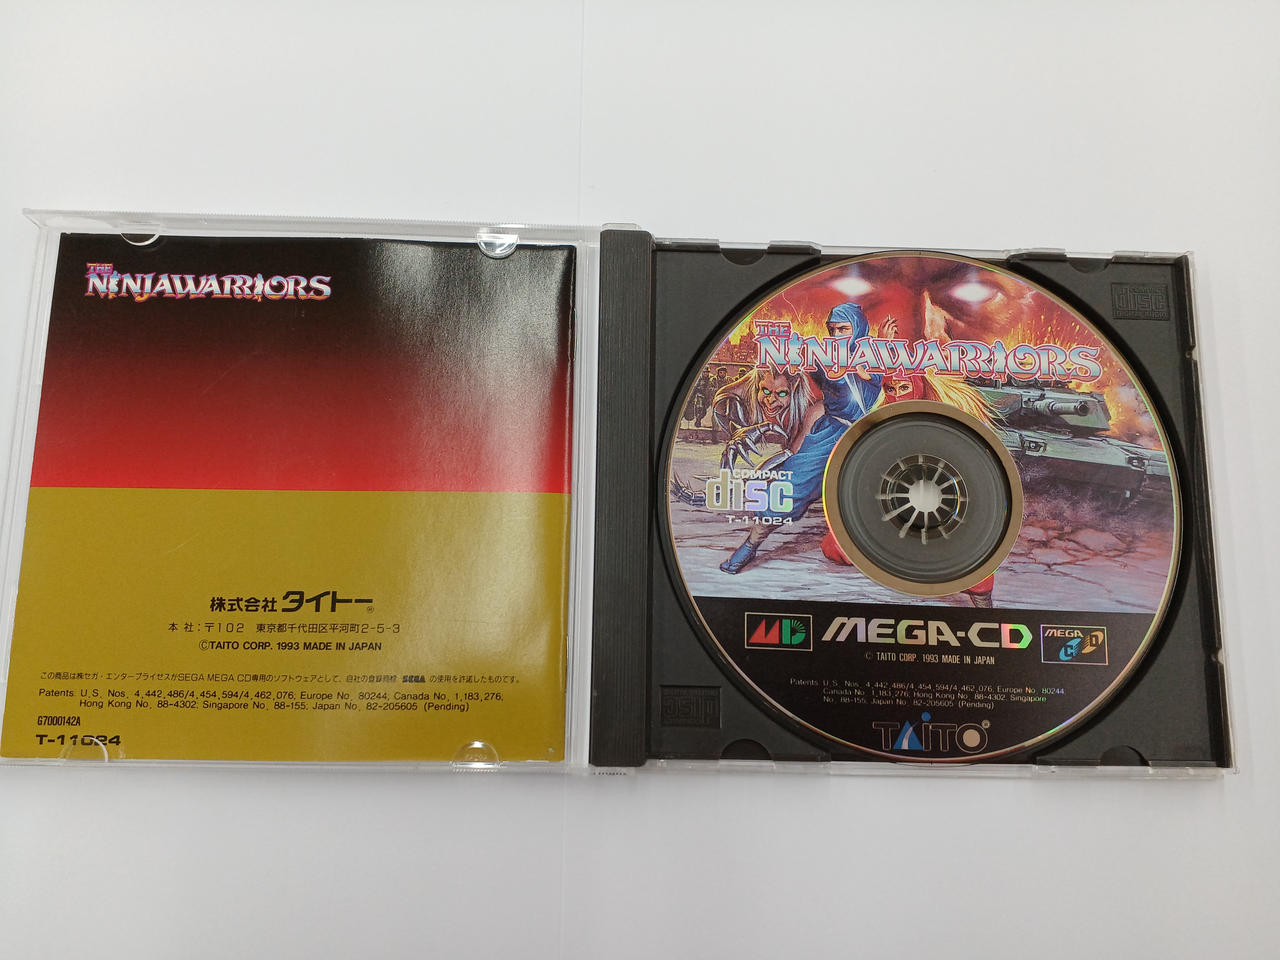 THE
NINJAWARRIORS
株式会社 タイトー®
本 社：〒102 東京都千代田区平河町2-5-3
©TAITO CORP. 1993 MADE IN JAPAN
この商品は㈱セガ・エンタープライゼスがSEGA MEGA CD専用のソフトウェアとして、自社の登録商標 SEGA の使用を許諾したものです。
Patents: U.S. Nos. 4,442,486/4,454,594/4,462,076; Europe No. 80244; Canada No. 1,183,276;
Hong Kong No. 88-4302; Singapore No. 88-155; Japan No. 82-205605 (Pending)
G7000142A
T-11024
COMPACT
disc
DIGITAL AUDIO
THE
NINJAWARRIORS
COMPACT
disc
T-11024
MD
MEGA-CD
MEGA
CD
© TAITO CORP. 1993 MADE IN JAPAN
Patents: U.S. Nos. 4,442,486/4,454,594/4,462,076; Europe No. 80244;
Canada No. 1,183,276; Hong Kong No. 88-4302; Singapore
No. 88-155; Japan No. 82-205605 (Pending)
TAITO®
disc